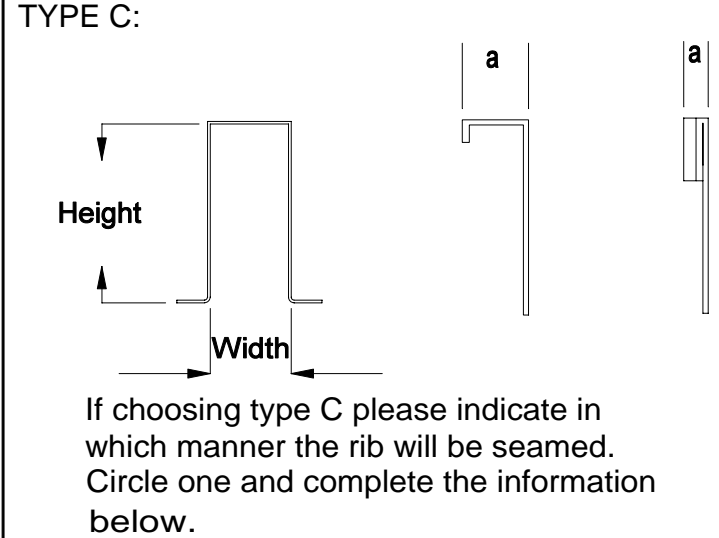 TYPE C:
a
a
Height
Width
If choosing type C please indicate in
which manner the rib will be seamed.
Circle one and complete the information
below.